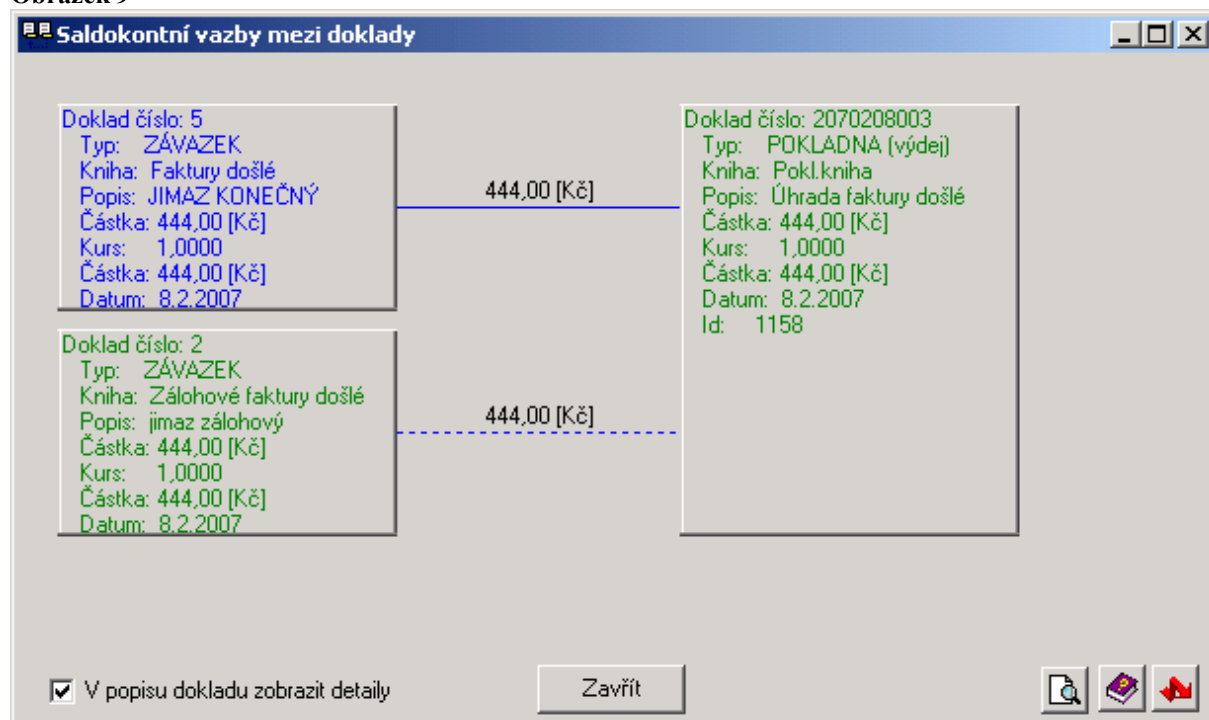 Obrázek 9
Saldokontní vazby mezi doklady
Doklad číslo: 5
Typ: ZÁVAZEK
Kniha: Faktury došlé
Popis: JIMAZ KONEČNÝ
Částka: 444,00 [Kč]
Kurs: 1,0000
Částka: 444,00 [Kč]
Datum: 8.2.2007
444,00 [Kč]
Doklad číslo: 2070208003
Typ: POKLADNA (výdej)
Kniha: Pokl.kniha
Popis: Úhrada faktury došlé
Částka: 444,00 [Kč]
Kurs: 1,0000
Částka: 444,00 [Kč]
Datum: 8.2.2007
Id: 1158
Doklad číslo: 2
Typ: ZÁVAZEK
Kniha: Zálohové faktury došlé
Popis: jimaz zálohový
Částka: 444,00 [Kč]
Kurs: 1,0000
Částka: 444,00 [Kč]
Datum: 8.2.2007
444,00 [Kč]
V popisu dokladu zobrazit detaily
Zavřít